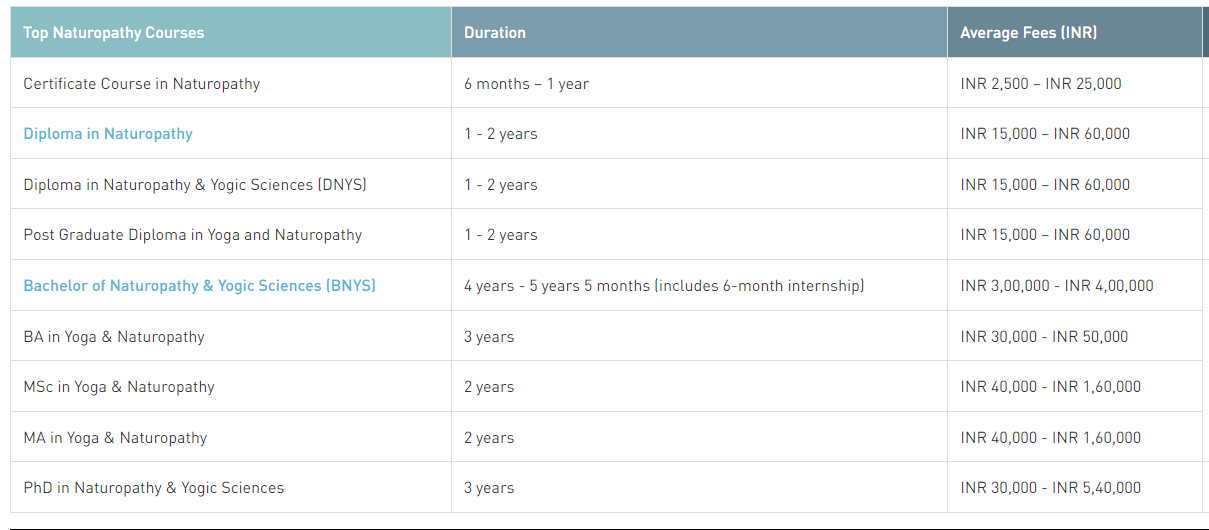 Top Naturopathy Courses Duration Average Fees (INR)
Certificate Course in Naturopathy 6 months – 1 year INR 2,500 – INR 25,000
Diploma in Naturopathy 1 - 2 years INR 15,000 – INR 60,000
Diploma in Naturopathy & Yogic Sciences (DNYS) 1 - 2 years INR 15,000 – INR 60,000
Post Graduate Diploma in Yoga and Naturopathy 1 - 2 years INR 15,000 – INR 60,000
Bachelor of Naturopathy & Yogic Sciences (BNYS) 4 years - 5 years 5 months (includes 6-month internship) INR 3,00,000 - INR 4,00,000
BA in Yoga & Naturopathy 3 years INR 30,000 - INR 50,000
MSc in Yoga & Naturopathy 2 years INR 40,000 - INR 1,60,000
MA in Yoga & Naturopathy 2 years INR 40,000 - INR 1,60,000
PhD in Naturopathy & Yogic Sciences 3 years INR 30,000 - INR 5,40,000